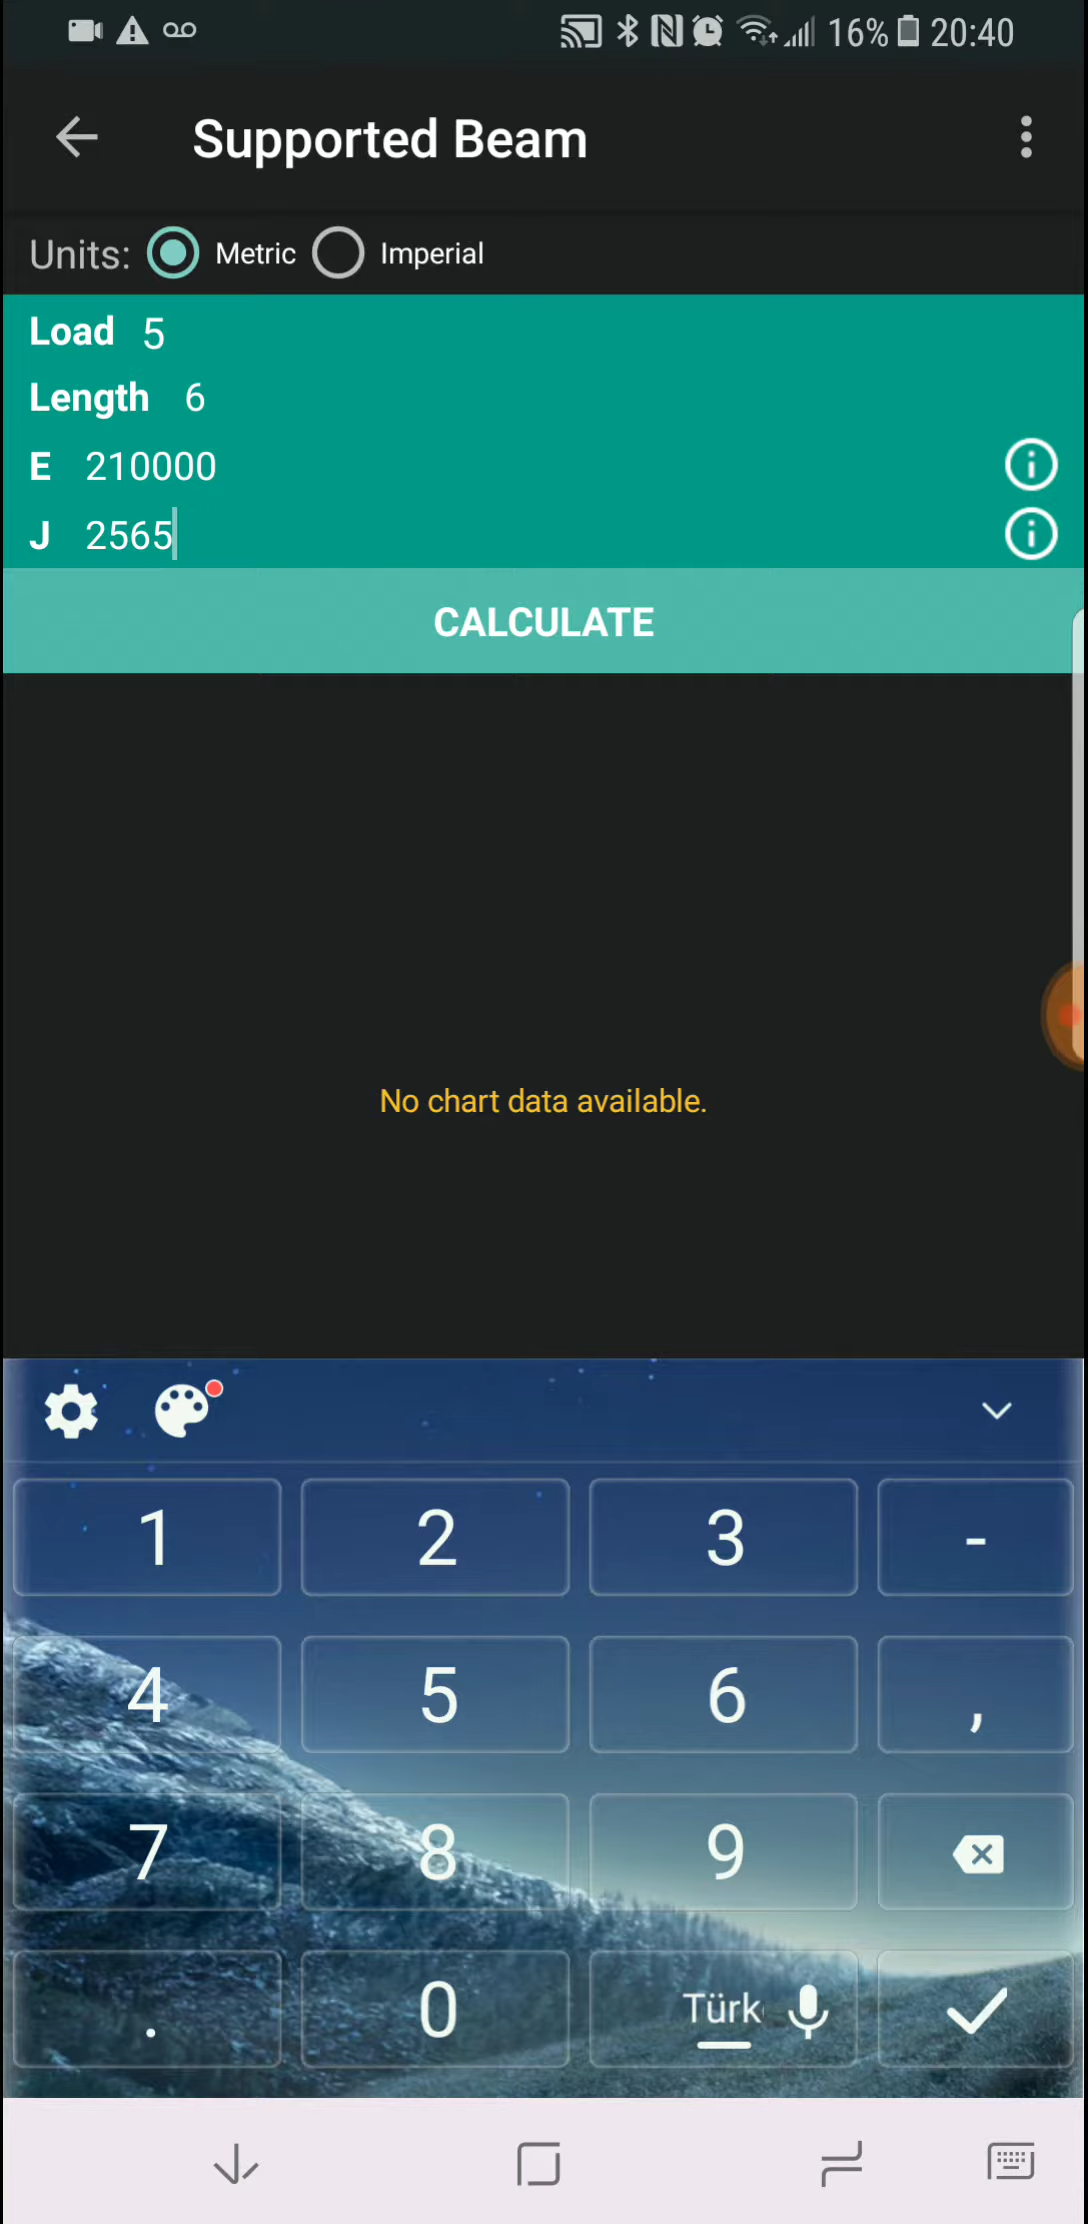 16% 20:40
Supported Beam
Units: Metric Imperial
Load 5
Length 6
E 210000
J 2565
CALCULATE
No chart data available.
1 2 3 -
4 5 6 ,
7 8 9
. 0 Türk